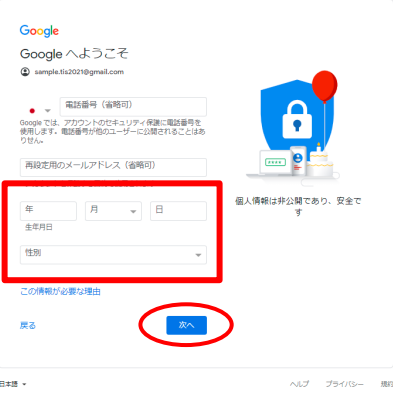 Google
Google へようこそ
sample.tis2021@gmail.com
電話番号（省略可）
Google では、アカウントのセキュリティ保護に電話番号を
使用します。電話番号が他のユーザーに公開されることはあ
りせん。
再設定用のメールアドレス（省略可）
年 月 日
生年月日
性別
この情報が必要な理由
戻る 次へ
個人情報は非公開であり、安全で
す
日本語 ヘルプ プライバシー 規約